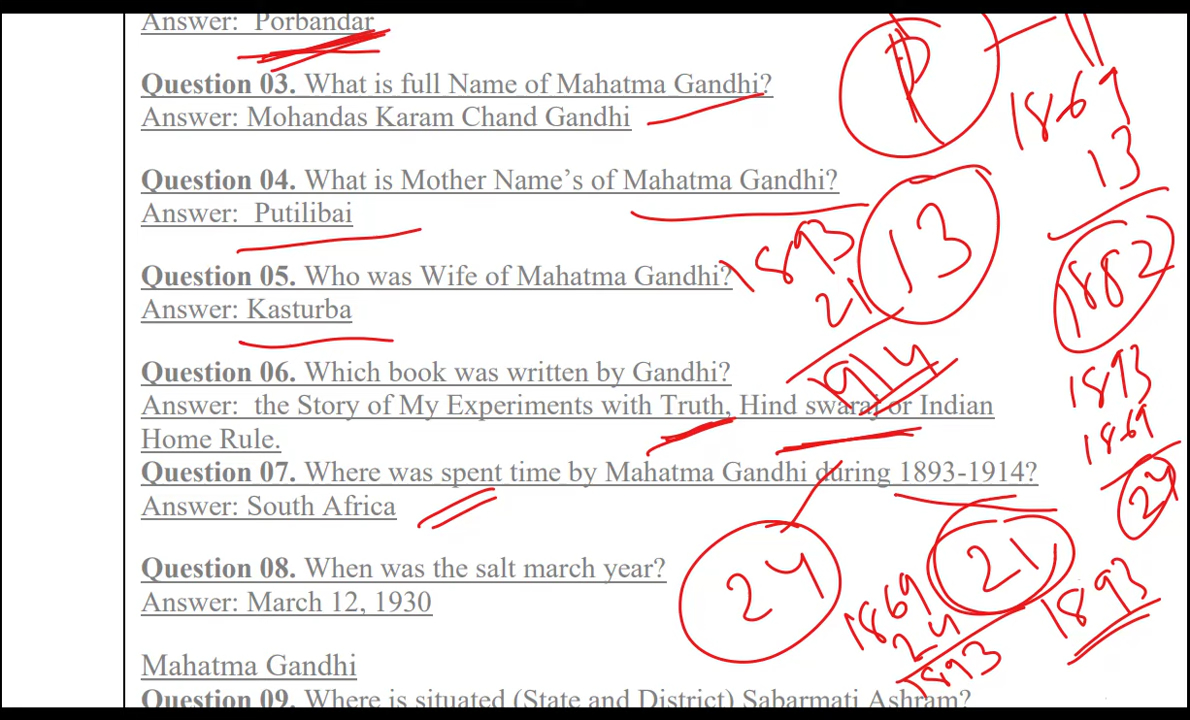 Answer:  Porbandar
Question 03. What is full Name of Mahatma Gandhi?
Answer: Mohandas Karam Chand Gandhi
Question 04. What is Mother Name's of Mahatma Gandhi?
Answer:  Putilibai
Question 05. Who was Wife of Mahatma Gandhi?
Answer: Kasturba
Question 06. Which book was written by Gandhi?
Answer:  the Story of My Experiments with Truth, Hind swaraj or Indian
Home Rule.
Question 07. Where was spent time by Mahatma Gandhi during 1893-1914?
Answer: South Africa
Question 08. When was the salt march year?
Answer: March 12, 1930
Mahatma Gandhi
Question 09. Where is situated (State and District) Sabarmati Ashram?
P
1869
13
1882
13
1893
21
1914
1893
1869
24
24
21
1869
24
1893
1893